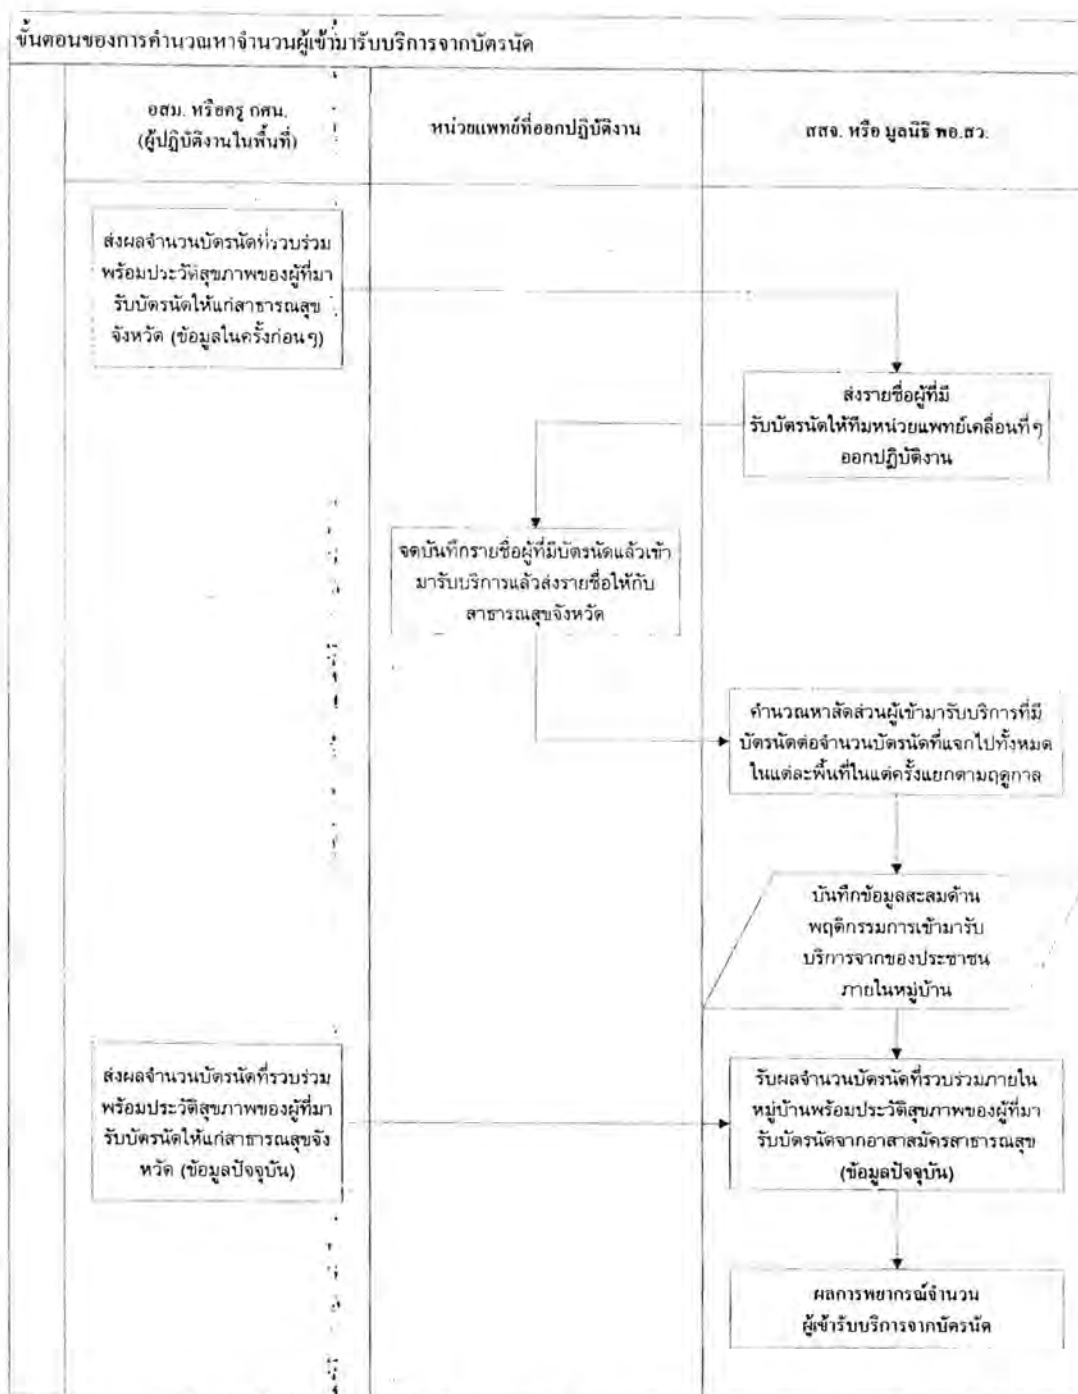 ขั้นตอนของการคำนวณหาจำนวนผู้เข้ามารับบริการจากบัตรนัด
อสม. หรือครู กศน.
(ผู้ปฏิบัติงานในพื้นที่)
หน่วยแพทย์ที่ออกปฏิบัติงาน
สสจ. หรือ มูลนิธิ พอ.สว.
ส่งผลจำนวนบัตรนัดที่รวบร่วม
พร้อมประวัติสุขภาพของผู้ที่มา
รับบัตรนัดให้แก่สาธารณสุข
จังหวัด (ข้อมูลในครั้งก่อนๆ)
ส่งรายชื่อผู้ที่มี
รับบัตรนัดให้ทีมหน่วยแพทย์เคลื่อนที่ๆ
ออกปฏิบัติงาน
จดบันทึกรายชื่อผู้ที่มีบัตรนัดแล้วเข้า
มารับบริการแล้วส่งรายชื่อให้กับ
สาธารณสุขจังหวัด
คำนวณหาสัดส่วนผู้เข้ามารับบริการที่มี
บัตรนัดต่อจำนวนบัตรนัดที่แจกไปทั้งหมด
ในแต่ละพื้นที่ในแต่ครั้งแยกตามฤดูกาล
บันทึกข้อมูลสะสมด้าน
พฤติกรรมการเข้ามารับ
บริการจากของประชาชน
ภายในหมู่บ้าน
ส่งผลจำนวนบัตรนัดที่รวบร่วม
พร้อมประวัติสุขภาพของผู้ที่มา
รับบัตรนัดให้แก่สาธารณสุขจัง
หวัด (ข้อมูลปัจจุบัน)
รับผลจำนวนบัตรนัดที่รวบร่วมภายใน
หมู่บ้านพร้อมประวัติสุขภาพของผู้ที่มา
รับบัตรนัดจากอาสาสมัครสาธารณสุข
(ข้อมูลปัจจุบัน)
ผลการพยากรณ์จำนวน
ผู้เข้ารับบริการจากบัตรนัด